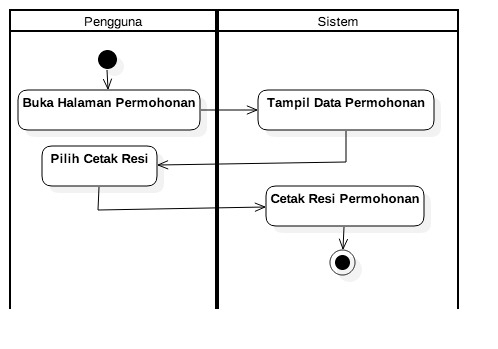 Pengguna
Sistem
Buka Halaman Permohonan
Tampil Data Permohonan
Pilih Cetak Resi
Cetak Resi Permohonan